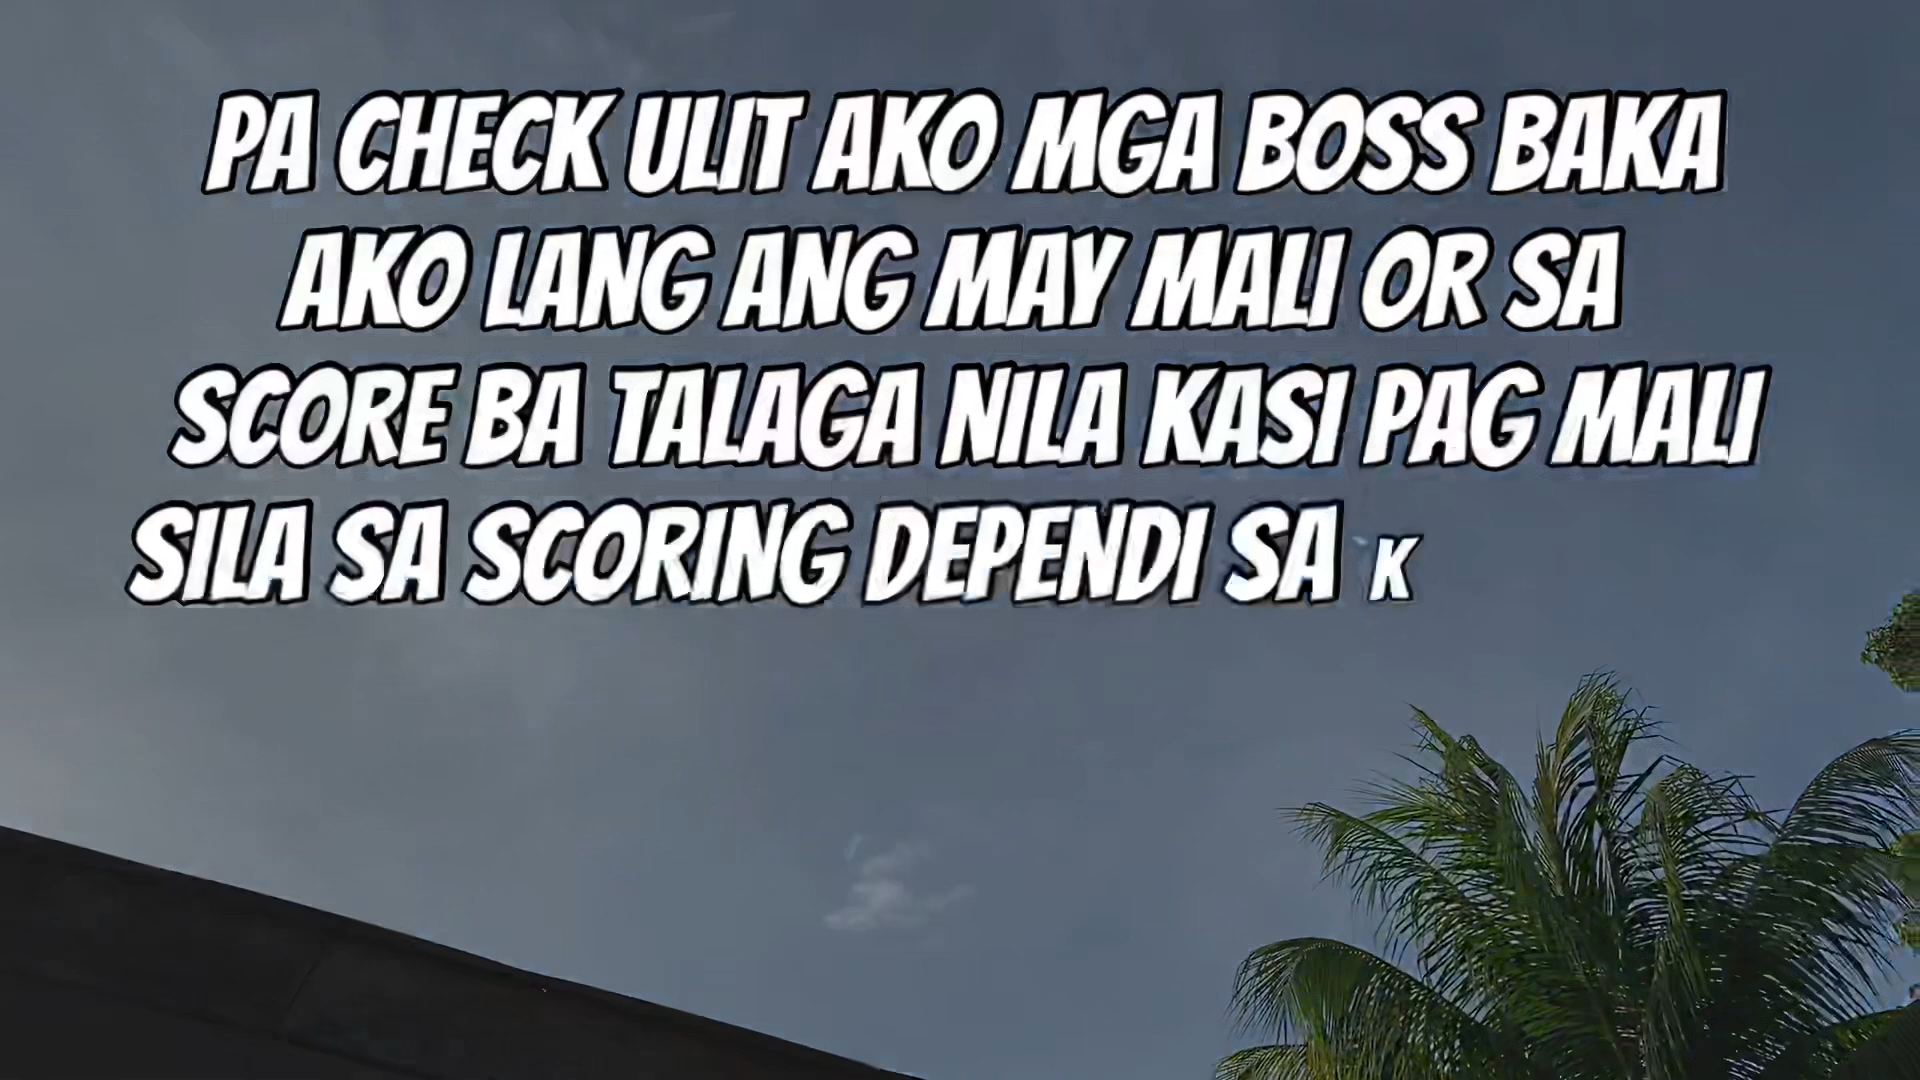 PA CHECK ULIT AKO MGA BOSS BAKA
AKO LANG ANG MAY MALI OR SA
SCORE BA TALAGA NILA KASI PAG MALI
SILA SA SCORING DEPENDI SA K